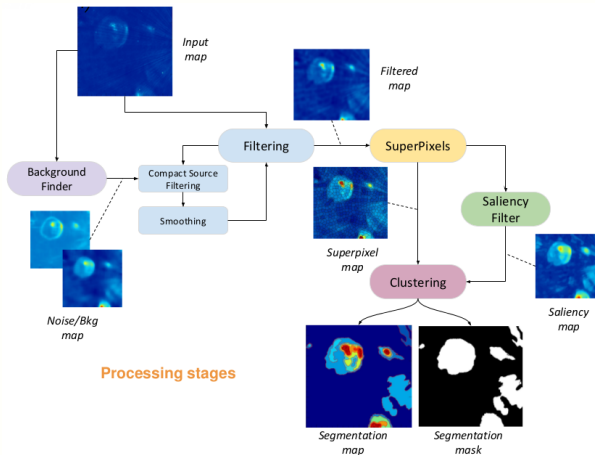 Input
map
Filtered
map
Filtering
SuperPixels
Background
Finder
Compact Source
Filtering
Smoothing
Saliency
Filter
Superpixel
map
Clustering
Noise/Bkg
map
Saliency
map
Processing stages
Segmentation
map
Segmentation
mask